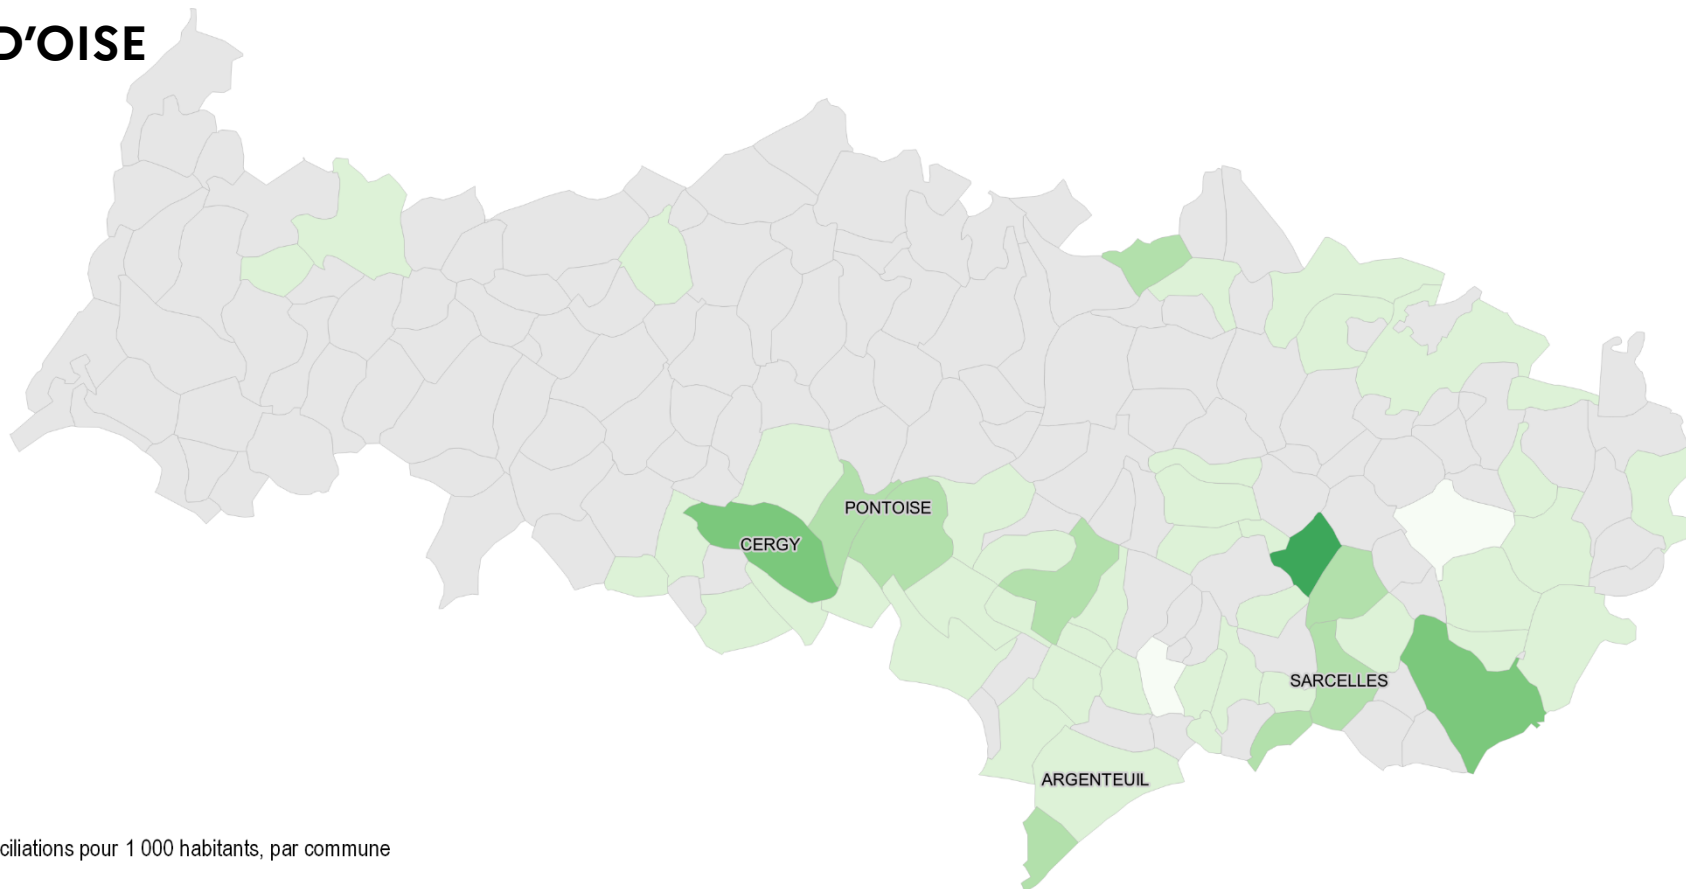 D'OISE
PONTOISE
CERGY
SARCELLES
ARGENTEUIL
ciliations pour 1 000 habitants, par commune